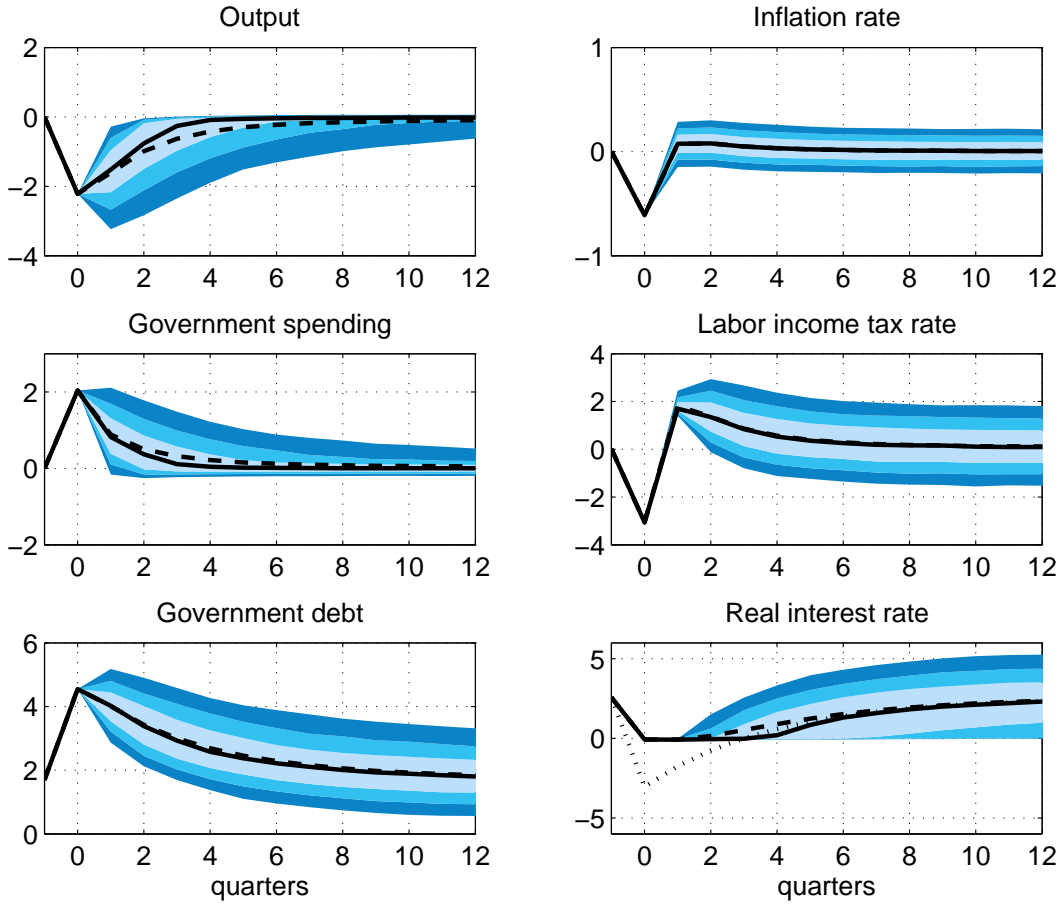 Output
2
0
−2
−4
0 2 4 6 8 10 12
Inflation rate
1
0
−1
0 2 4 6 8 10 12
Government spending
2
0
−2
0 2 4 6 8 10 12
Labor income tax rate
4
2
0
−2
−4
0 2 4 6 8 10 12
Government debt
6
4
2
0
0 2 4 6 8 10 12
quarters
Real interest rate
5
0
−5
0 2 4 6 8 10 12
quarters